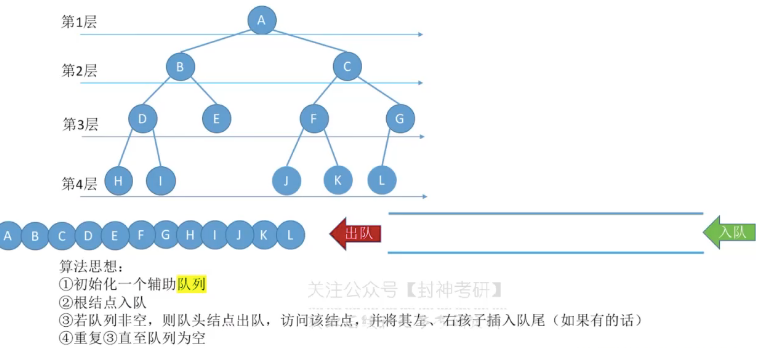 第1层
A
第2层
B
C
第3层
D
E
F
G
第4层
H
I
J
K
L
A B C D E F G H I J K L
出队
入队
算法思想：
①初始化一个辅助队列
②根结点入队
关注公众号【封神考研】
③若队列非空，则队头结点出队，访问该结点，并将其左、右孩子插入队尾（如果有的话）
④重复③直至队列为空